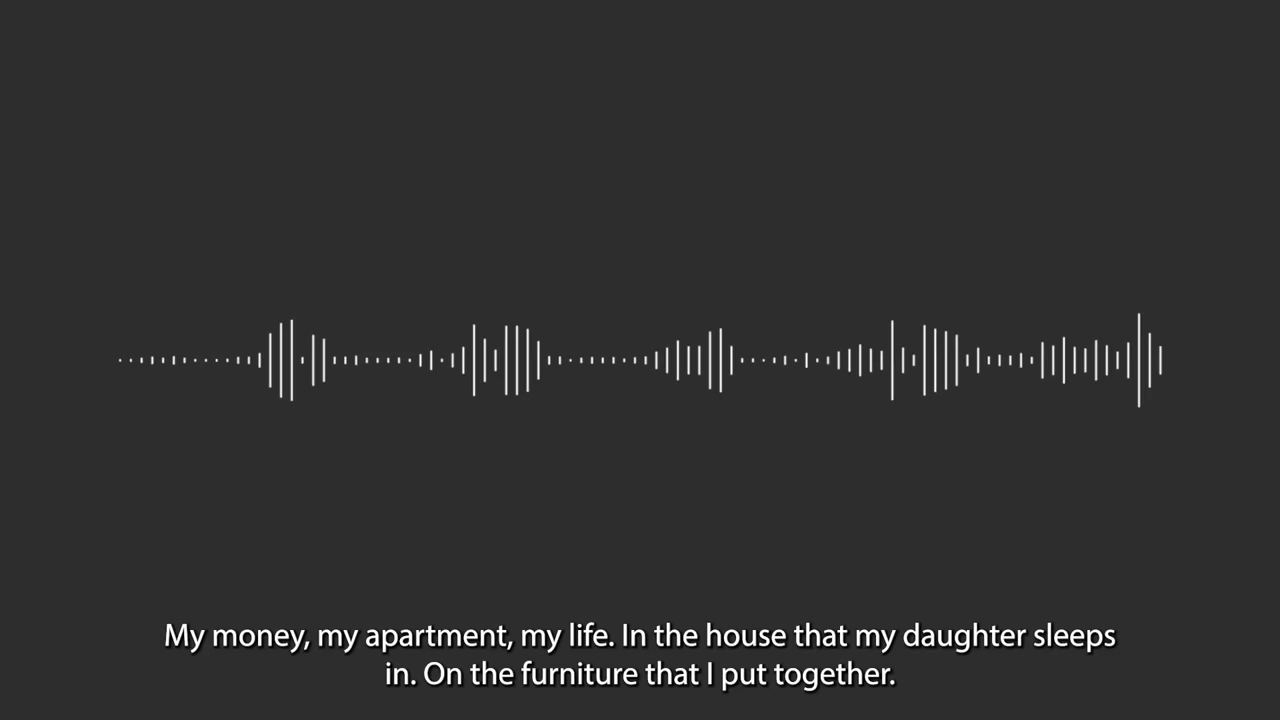 My money, my apartment, my life. In the house that my daughter sleeps
in. On the furniture that I put together.